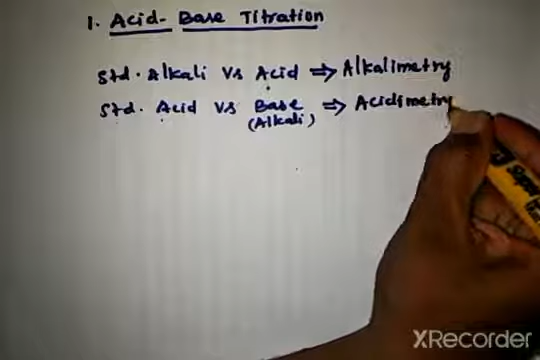 1. Acid-Base Titration
Std. Alkali Vs Acid ⇒ Alkalimetry
Std. Acid vs Base ⇒ Acidimetry
(Alkali)
XRecorder